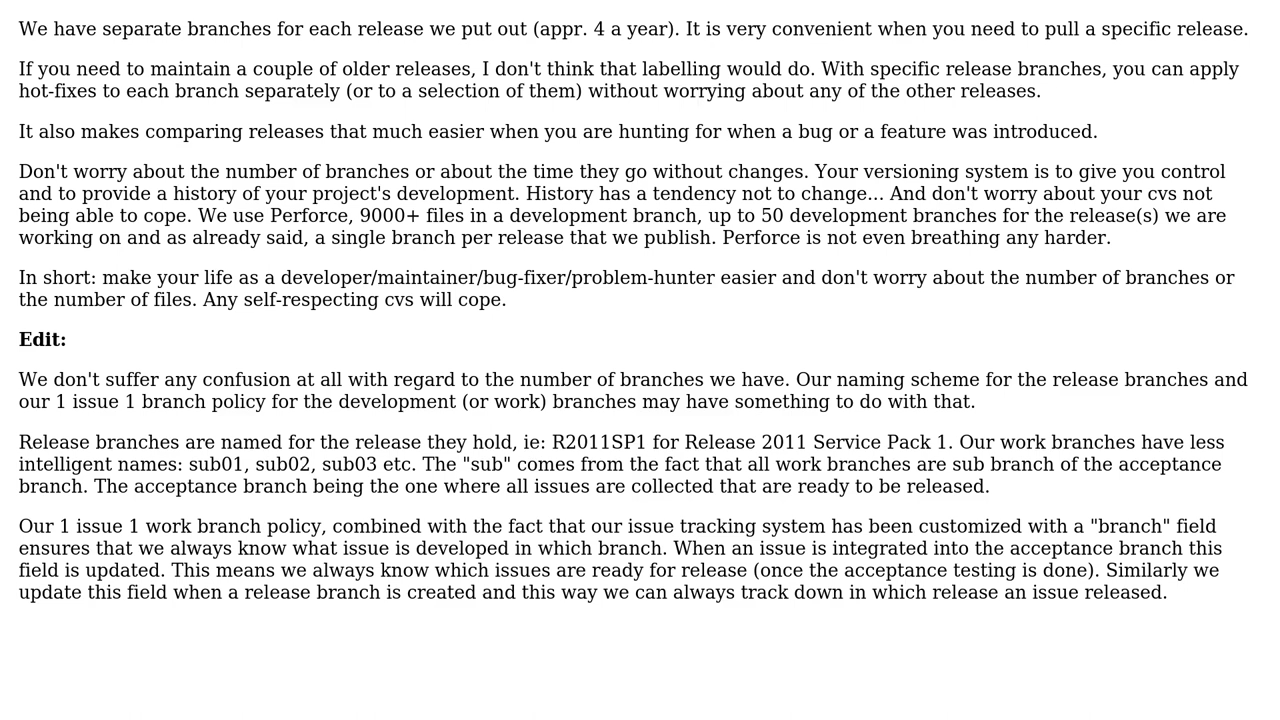 We have separate branches for each release we put out (appr. 4 a year). It is very convenient when you need to pull a specific release.
If you need to maintain a couple of older releases, I don't think that labelling would do. With specific release branches, you can apply
hot-fixes to each branch separately (or to a selection of them) without worrying about any of the other releases.
It also makes comparing releases that much easier when you are hunting for when a bug or a feature was introduced.
Don't worry about the number of branches or about the time they go without changes. Your versioning system is to give you control
and to provide a history of your project's development. History has a tendency not to change... And don't worry about your cvs not
being able to cope. We use Perforce, 9000+ files in a development branch, up to 50 development branches for the release(s) we are
working on and as already said, a single branch per release that we publish. Perforce is not even breathing any harder.
In short: make your life as a developer/maintainer/bug-fixer/problem-hunter easier and don't worry about the number of branches or
the number of files. Any self-respecting cvs will cope.
Edit:
We don't suffer any confusion at all with regard to the number of branches we have. Our naming scheme for the release branches and
our 1 issue 1 branch policy for the development (or work) branches may have something to do with that.
Release branches are named for the release they hold, ie: R2011SP1 for Release 2011 Service Pack 1. Our work branches have less
intelligent names: sub01, sub02, sub03 etc. The "sub" comes from the fact that all work branches are sub branch of the acceptance
branch. The acceptance branch being the one where all issues are collected that are ready to be released.
Our 1 issue 1 work branch policy, combined with the fact that our issue tracking system has been customized with a "branch" field
ensures that we always know what issue is developed in which branch. When an issue is integrated into the acceptance branch this
field is updated. This means we always know which issues are ready for release (once the acceptance testing is done). Similarly we
update this field when a release branch is created and this way we can always track down in which release an issue released.